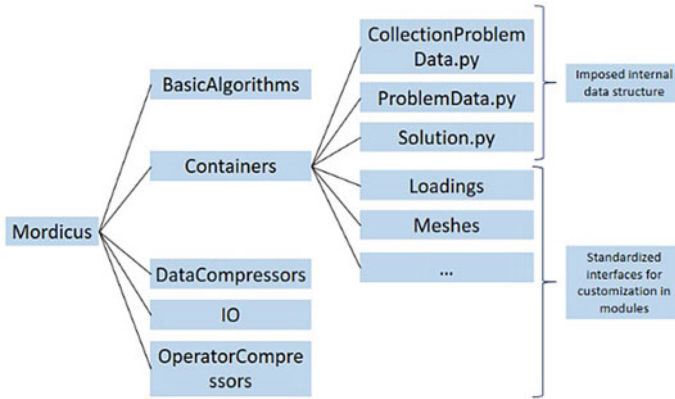 Mordicus
BasicAlgorithms
Containers
DataCompressors
IO
OperatorCompre
ssors
CollectionProblem
Data.py
ProblemData.py
Solution.py
Loadings
Meshes
...
Imposed internal
data structure
Standardized
interfaces for
customization in
modules